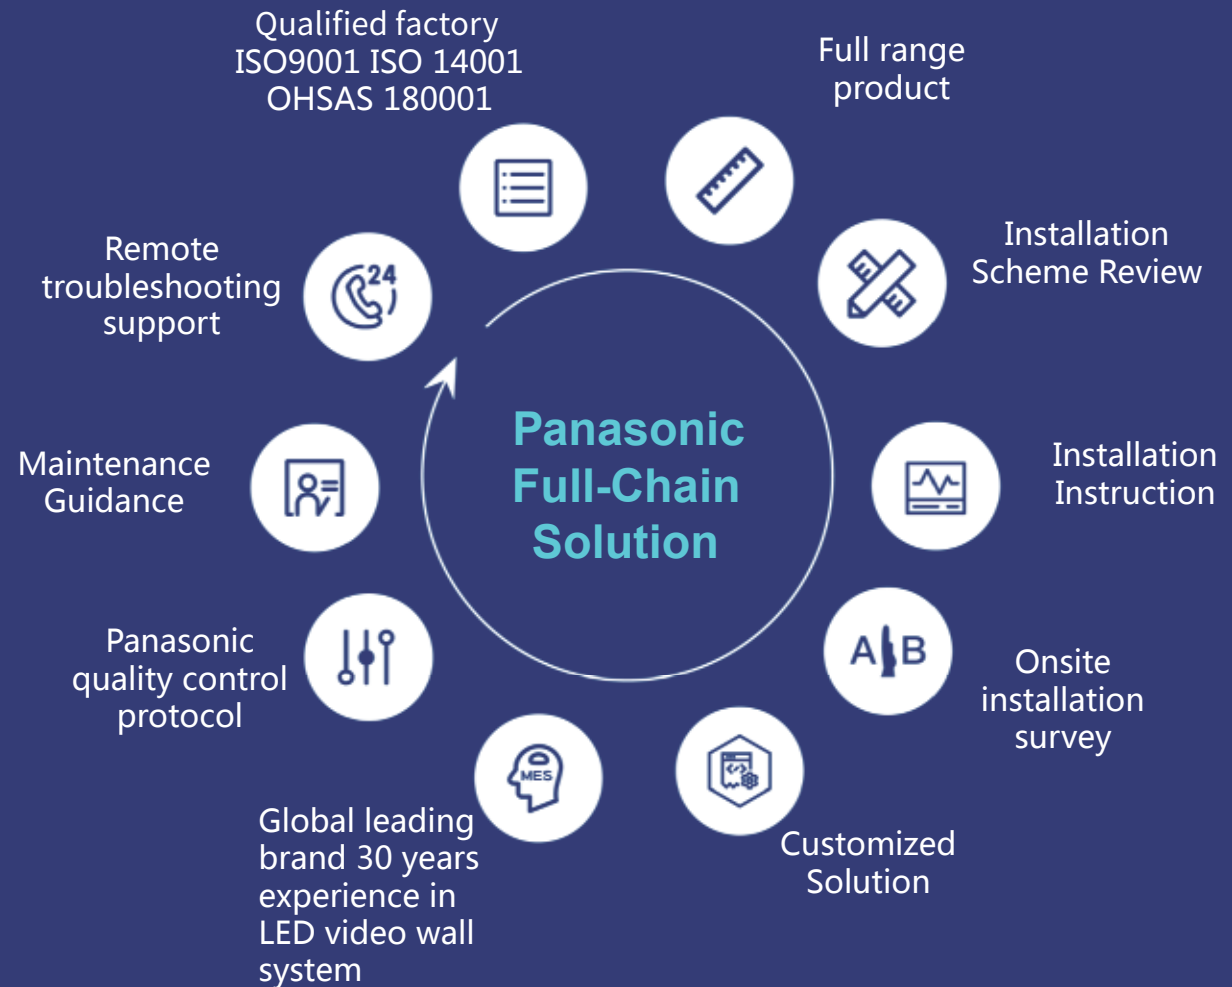 Qualified factory
ISO9001 ISO 14001
OHSAS 180001
Full range
product
Installation
Scheme Review
Installation
Instruction
Onsite
installation
survey
Customized
Solution
Global leading
brand 30 years
experience in
LED video wall
system
Panasonic
quality control
protocol
Maintenance
Guidance
Remote
troubleshooting
support
24
A B
MES
Panasonic
Full-Chain
Solution